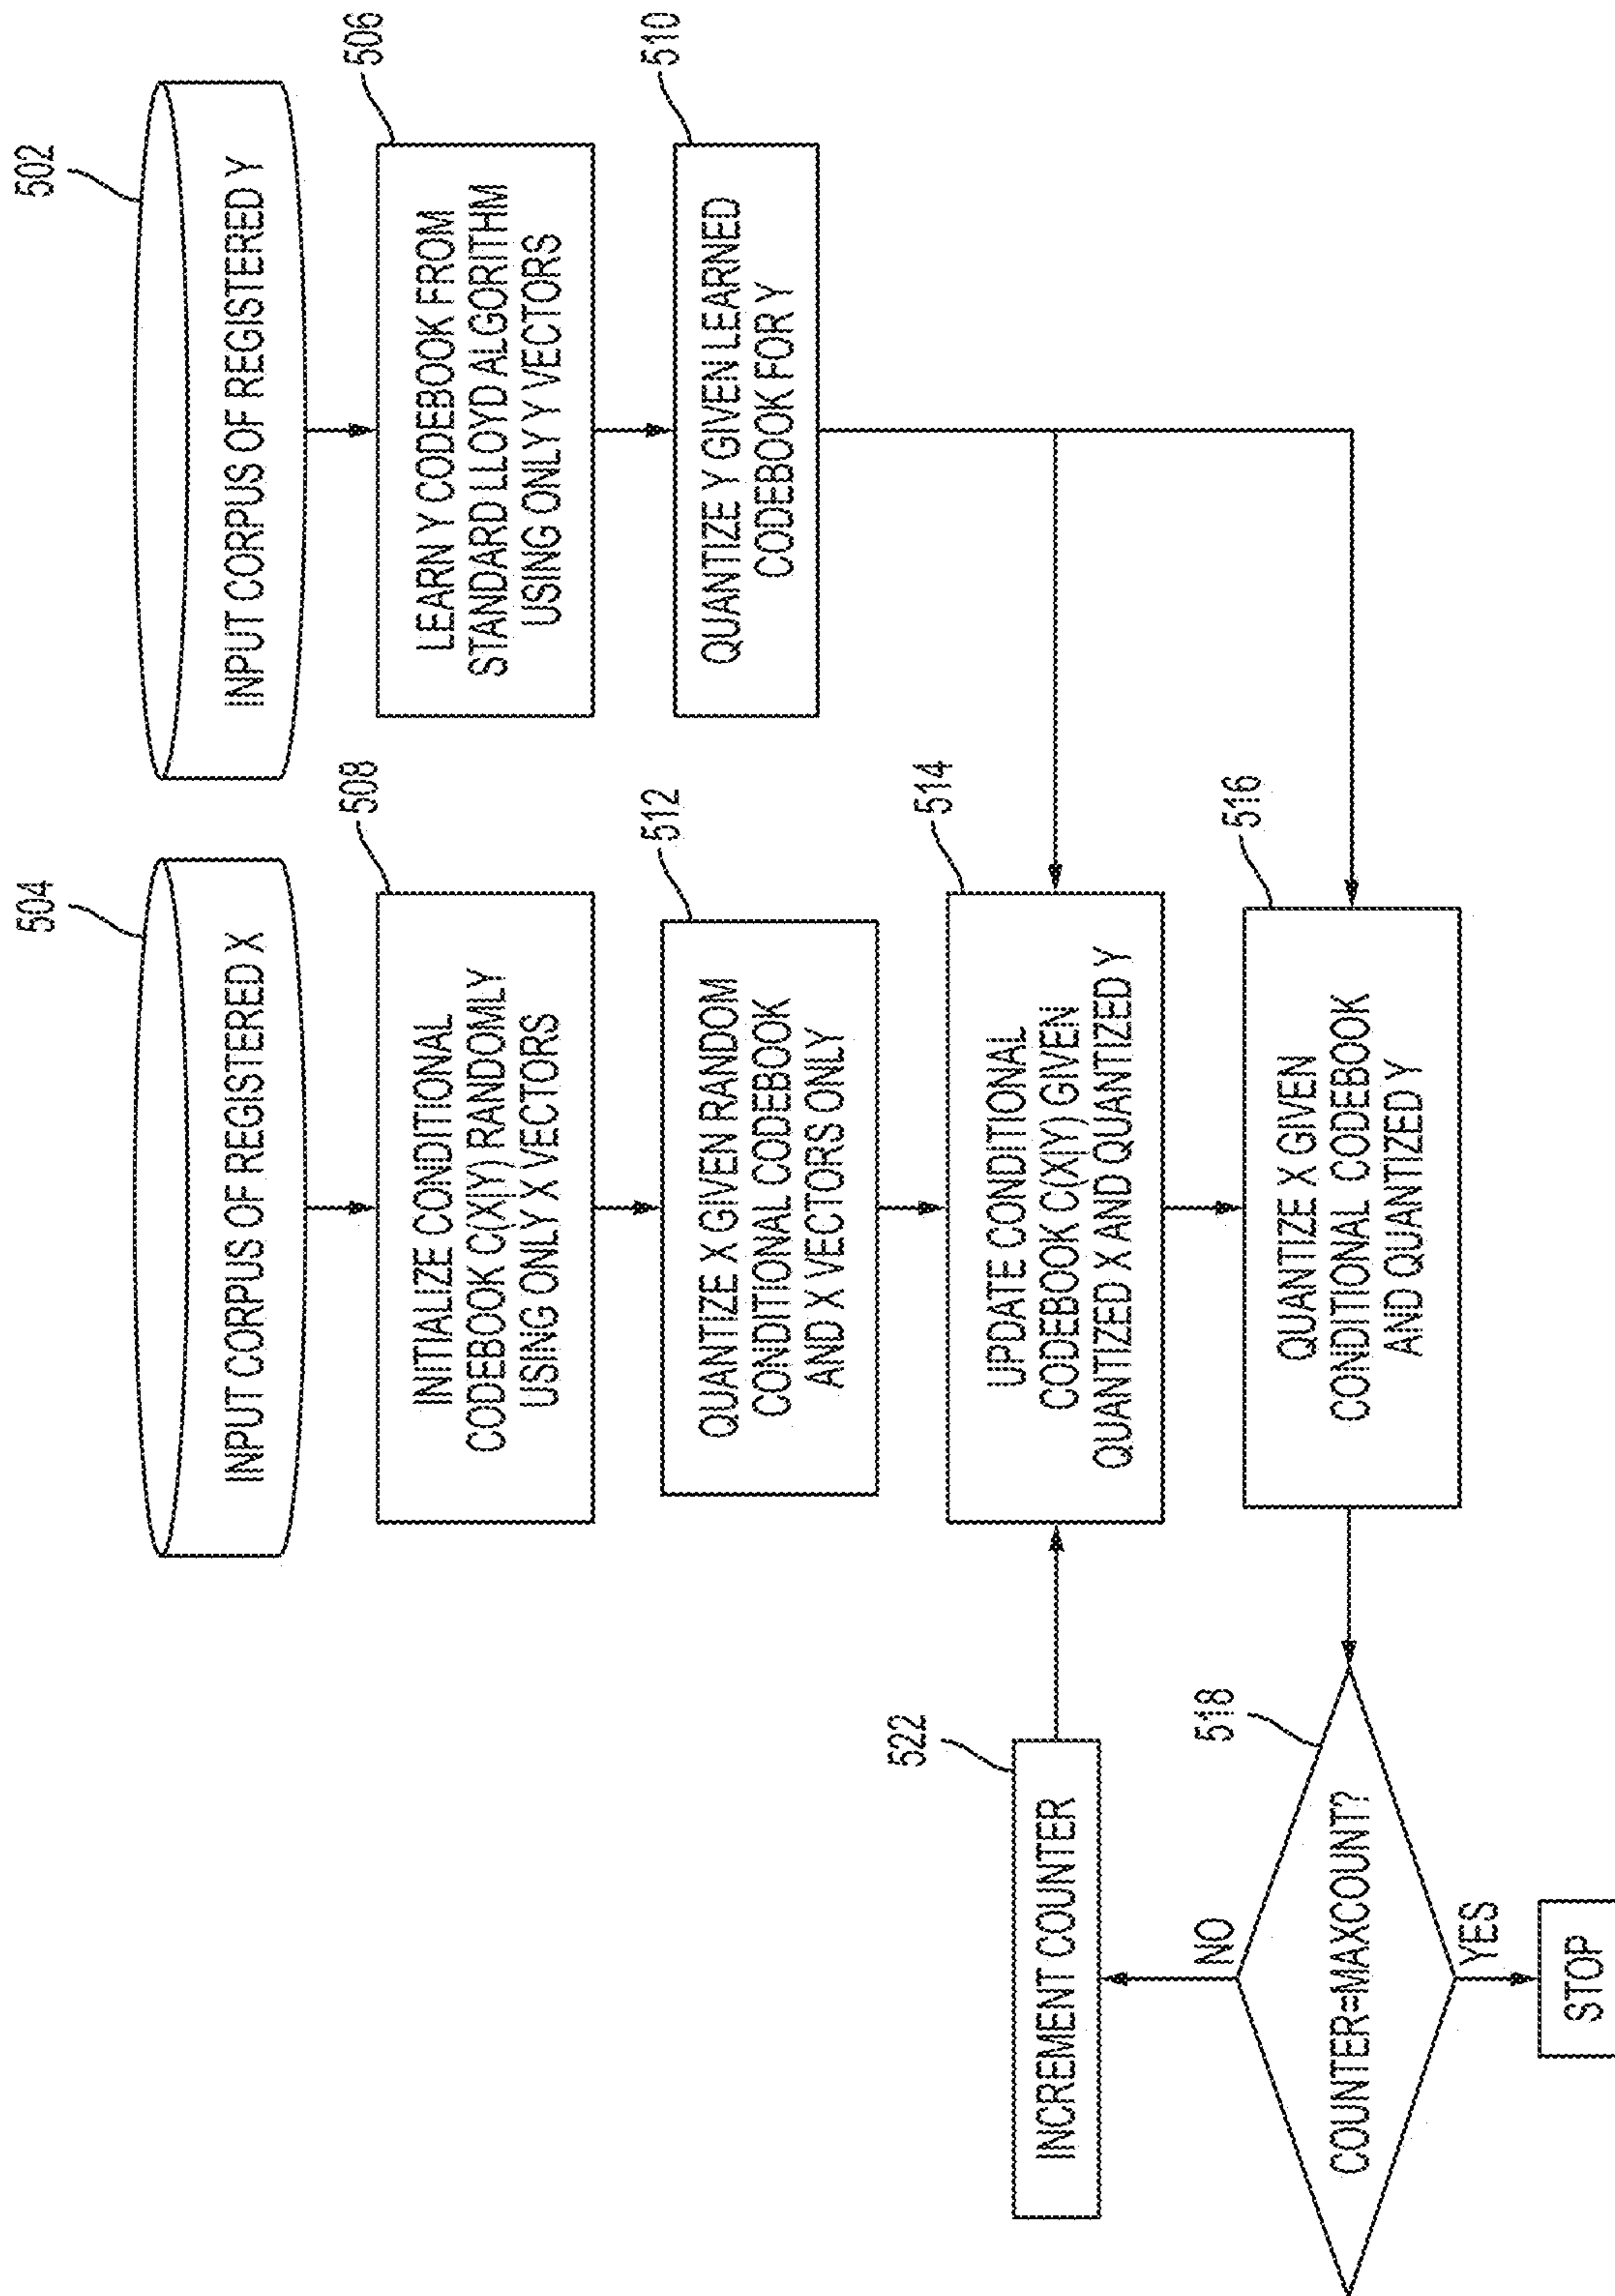 504
INPUT CORPUS OF REGISTERED X
502
INPUT CORPUS OF REGISTERED Y
508
INITIALIZE CONDITIONAL
CODEBOOK C(X|Y) RANDOMLY
USING ONLY X VECTORS
506
LEARN Y CODEBOOK FROM
STANDARD LLOYD ALGORITHM
USING ONLY Y VECTORS
512
QUANTIZE X GIVEN RANDOM
CONDITIONAL CODEBOOK
AND X VECTORS ONLY
510
QUANTIZE Y GIVEN LEARNED
CODEBOOK FOR Y
522
INCREMENT COUNTER
514
UPDATE CONDITIONAL
CODEBOOK C(X|Y) GIVEN
QUANTIZED X AND QUANTIZED Y
NO
518
COUNTER=MAXCOUNT?
YES
516
QUANTIZE X GIVEN
CONDITIONAL CODEBOOK
AND QUANTIZED Y
STOP